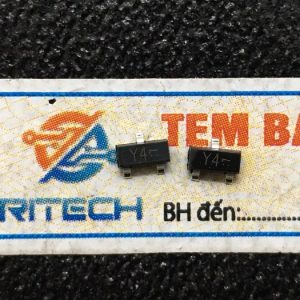 TEM BA
Y4
Y4
RITECH
BH đến:..............